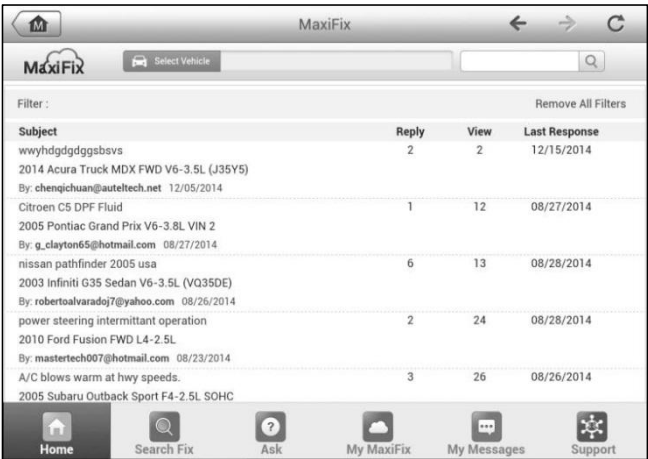 M MaxiFix
MaxiFix Select Vehicle
Filter : Remove All Filters
Subject Reply View Last Response
wwyhdgdgdggsbsvs 2 2 12/15/2014
2014 Acura Truck MDX FWD V6-3.5L (J35Y5)
By: chenqichuan@auteltech.net 12/05/2014
Citroen C5 DPF Fluid 1 12 08/27/2014
2005 Pontiac Grand Prix V6-3.8L VIN 2
By: g_clayton65@hotmail.com 08/27/2014
nissan pathfinder 2005 usa 6 13 08/28/2014
2003 Infiniti G35 Sedan V6-3.5L (VQ35DE)
By: robertoalvaradoj7@yahoo.com 08/26/2014
power steering intermittant operation 2 24 08/28/2014
2010 Ford Fusion FWD L4-2.5L
By: mastertech007@hotmail.com 08/23/2014
A/C blows warm at hwy speeds. 3 26 08/26/2014
2005 Subaru Outback Sport F4-2.5L SOHC
Home Search Fix Ask My MaxiFix My Messages Support